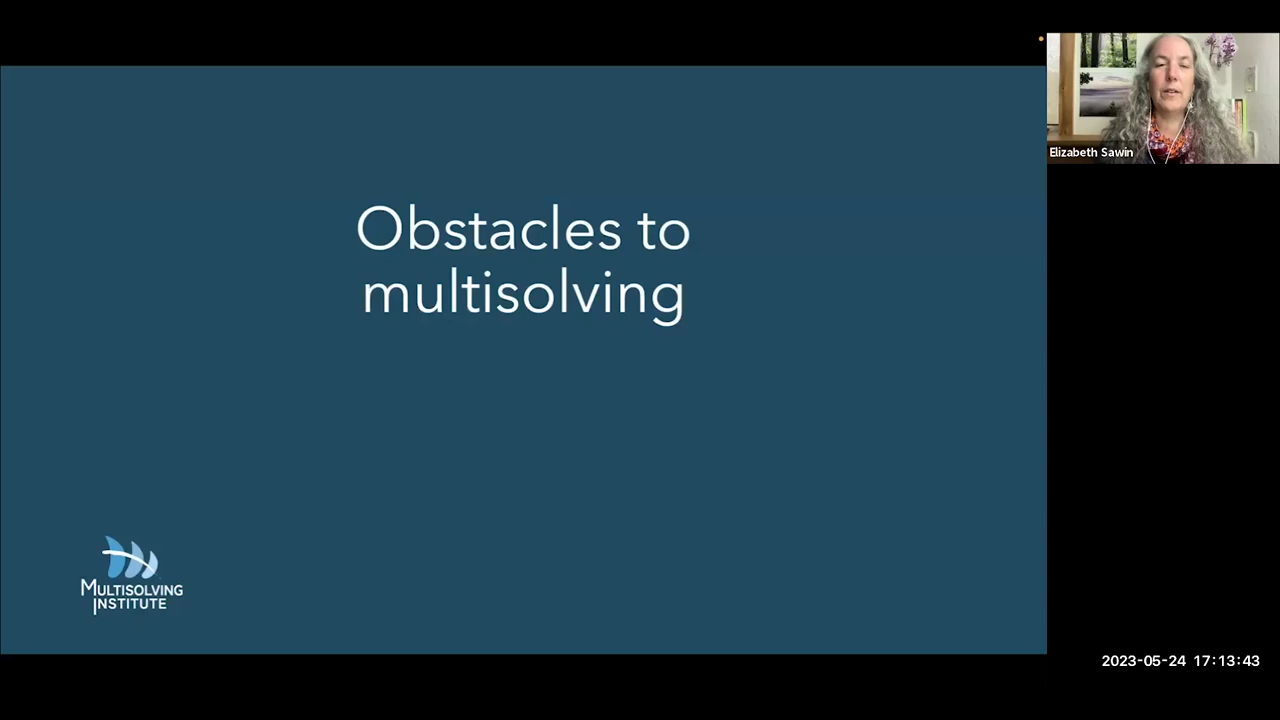 Elizabeth Sawin
Obstacles to
multisolving
MULTISOLVING
INSTITUTE
2023-05-24 17:13:43